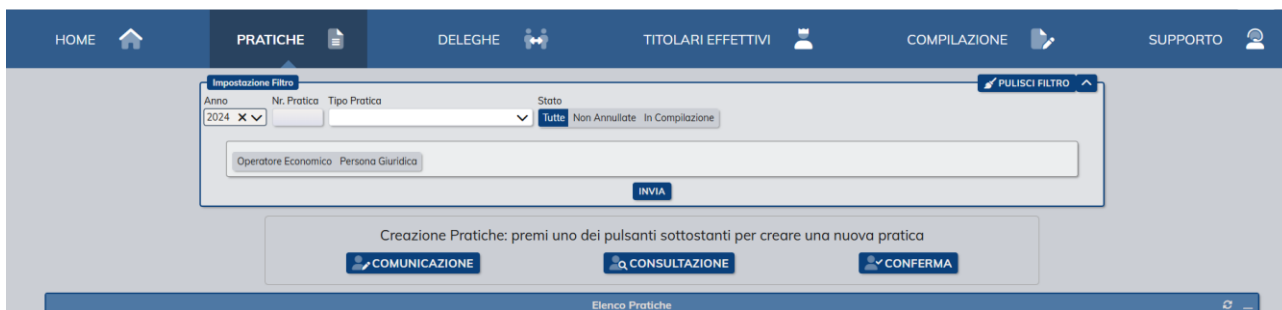 HOME PRATICHE DELEGHE TITOLARI EFFETTIVI COMPILAZIONE SUPPORTO
Impostazione Filtro PULISCI FILTRO
Anno Nr. Pratica Tipo Pratica Stato
2024 Tutte Non Annullate In Compilazione
Operatore Economico Persona Giuridica
INVIA
Creazione Pratiche: premi uno dei pulsanti sottostanti per creare una nuova pratica
COMUNICAZIONE CONSULTAZIONE CONFERMA
Elenco Pratiche